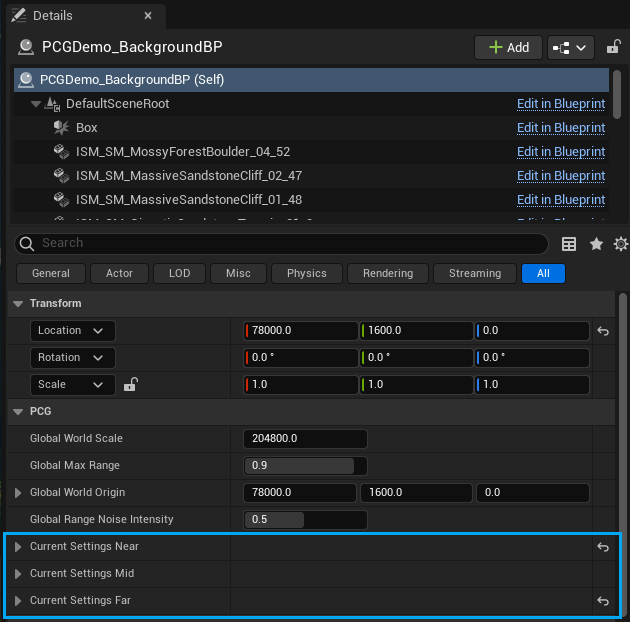 Details
PCGDemo_BackgroundBP
Add
PCGDemo_BackgroundBP (Self)
DefaultSceneRoot Edit in Blueprint
Box Edit in Blueprint
ISM_SM_MossyForestBoulder_04_52 Edit in Blueprint
ISM_SM_MassiveSandstoneCliff_02_47 Edit in Blueprint
ISM_SM_MassiveSandstoneCliff_01_48 Edit in Blueprint
Search
General Actor LOD Misc Physics Rendering Streaming All
Transform
Location 78000.0 1600.0 0.0
Rotation 0.0 ° 0.0 ° 0.0 °
Scale 1.0 1.0 1.0
PCG
Global World Scale 204800.0
Global Max Range 0.9
Global World Origin 78000.0 1600.0 0.0
Global Range Noise Intensity 0.5
Current Settings Near
Current Settings Mid
Current Settings Far